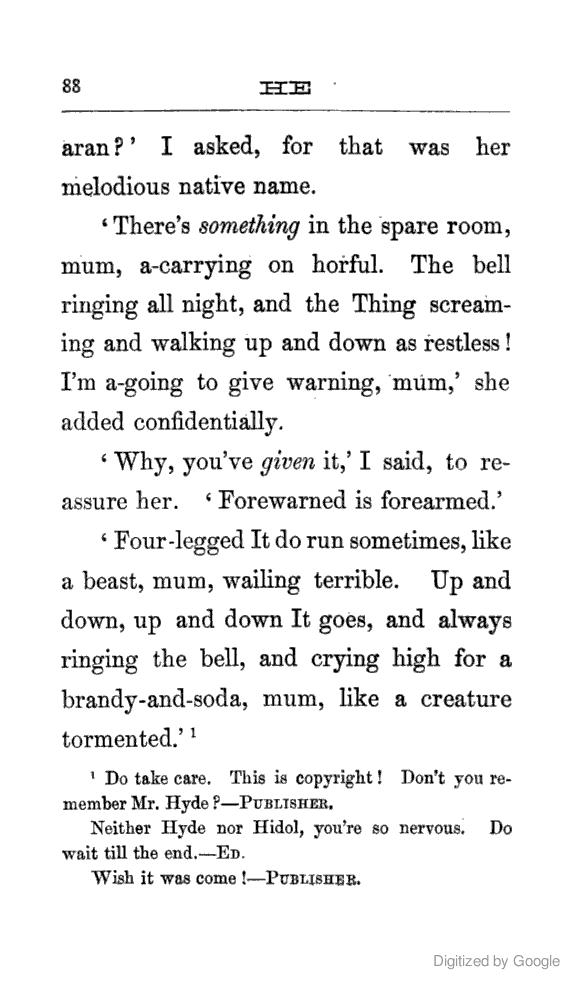 88 HE
aran?' I asked, for that was her
melodious native name.
'There's something in the spare room,
mum, a-carrying on horful. The bell
ringing all night, and the Thing scream-
ing and walking up and down as restless!
I'm a-going to give warning, mum,' she
added confidentially.
'Why, you've given it,' I said, to re-
assure her. 'Forewarned is forearmed.'
'Four-legged It do run sometimes, like
a beast, mum, wailing terrible. Up and
down, up and down It goes, and always
ringing the bell, and crying high for a
brandy-and-soda, mum, like a creature
tormented.' 1
1 Do take care. This is copyright! Don't you re-
member Mr. Hyde?—PUBLISHER.
Neither Hyde nor Hidol, you're so nervous. Do
wait till the end.—ED.
Wish it was come!—PUBLISHER.
Digitized by Google